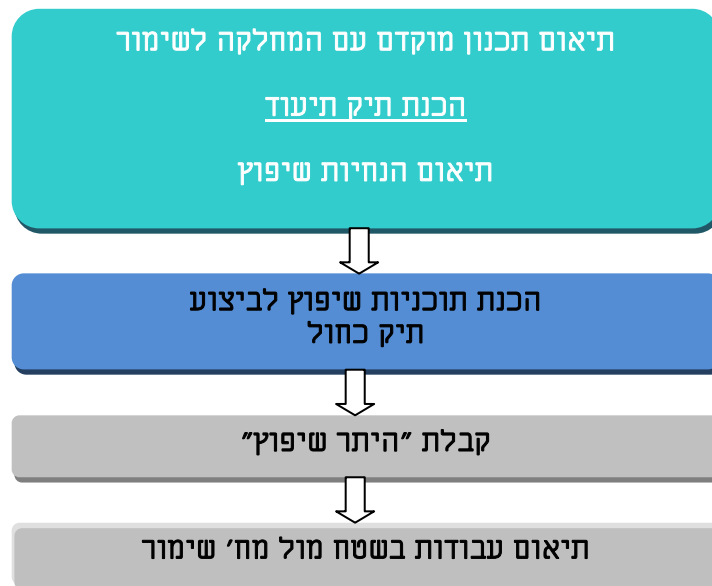 תיאום תכנון מוקדם עם המחלקה לשימור
הכנת תיק תיעוד
תיאום הנחיות שיפוץ
הכנת תוכניות שיפוץ לביצוע
תיק כחול
קבלת "היתר שיפוץ"
תיאום עבודות בשטח מול מח' שימור